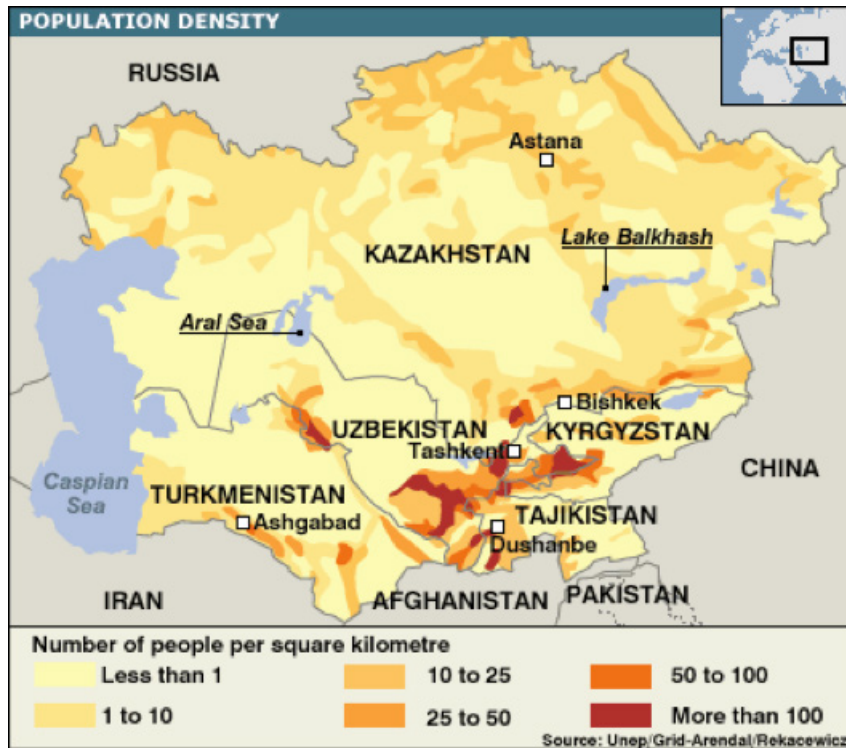 POPULATION DENSITY
RUSSIA
Astana
KAZAKHSTAN
Lake Balkhash
Aral Sea
Bishkek
UZBEKISTAN
KYRGYZSTAN
Tashkent
CHINA
Caspian
Sea
TURKMENISTAN
TAJIKISTAN
Ashgabad
Dushanbe
IRAN
AFGHANISTAN
PAKISTAN
Number of people per square kilometre
Less than 1
10 to 25
50 to 100
1 to 10
25 to 50
More than 100
Source: Unep/Grid-Arendal/Rekacewicz